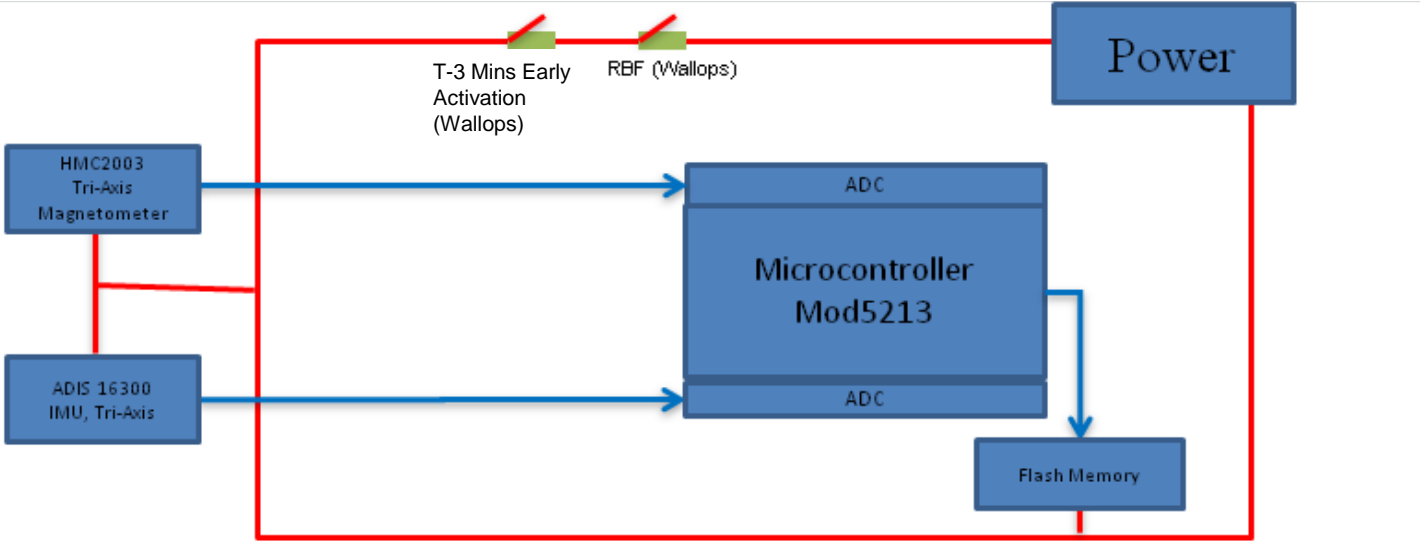 Power
T-3 Mins Early
Activation
(Wallops)
RBF (Wallops)
HMC2003
Tri-Axis
Magnetometer
ADC
Microcontroller
Mod5213
ADIS 16300
IMU, Tri-Axis
ADC
Flash Memory